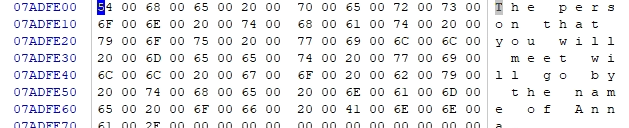 07ADFE00 54 00 68 00 65 00 20 00 70 00 65 00 72 00 73 00 T h e p e r s
07ADFE10 6F 00 6E 00 20 00 74 00 68 00 61 00 74 00 20 00 o n t h a t
07ADFE20 79 00 6F 00 75 00 20 00 77 00 69 00 6C 00 6C 00 y o u w i l l
07ADFE30 20 00 6D 00 65 00 65 00 74 00 20 00 77 00 69 00 m e e t w i
07ADFE40 6C 00 6C 00 20 00 67 00 6F 00 20 00 62 00 79 00 l l g o b y
07ADFE50 20 00 74 00 68 00 65 00 20 00 6E 00 61 00 6D 00 t h e n a m
07ADFE60 65 00 20 00 6F 00 66 00 20 00 41 00 6E 00 6E 00 e o f A n n
07ADFE70 61 00 2E 00 00 00 00 00 00 00 00 00 00 00 00 00 a